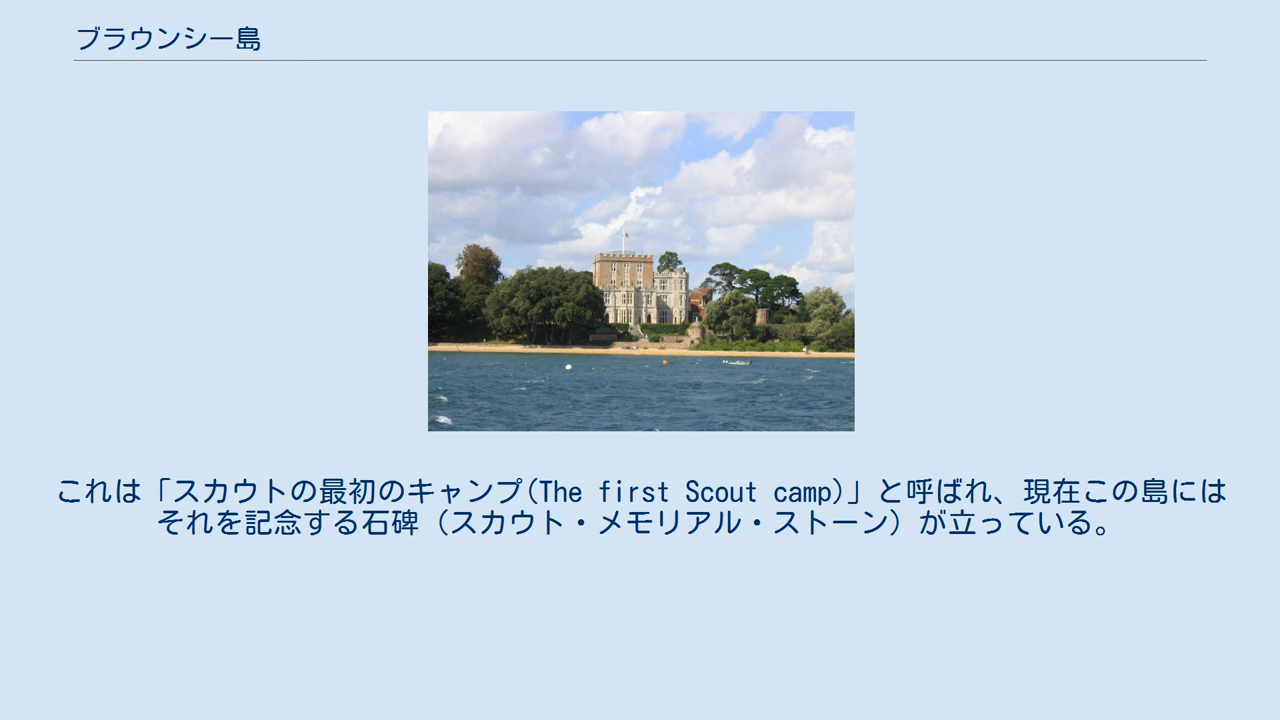 ブラウンシー島
これは「スカウトの最初のキャンプ(The first Scout camp)」と呼ばれ、現在この島には
それを記念する石碑（スカウト・メモリアル・ストーン）が立っている。